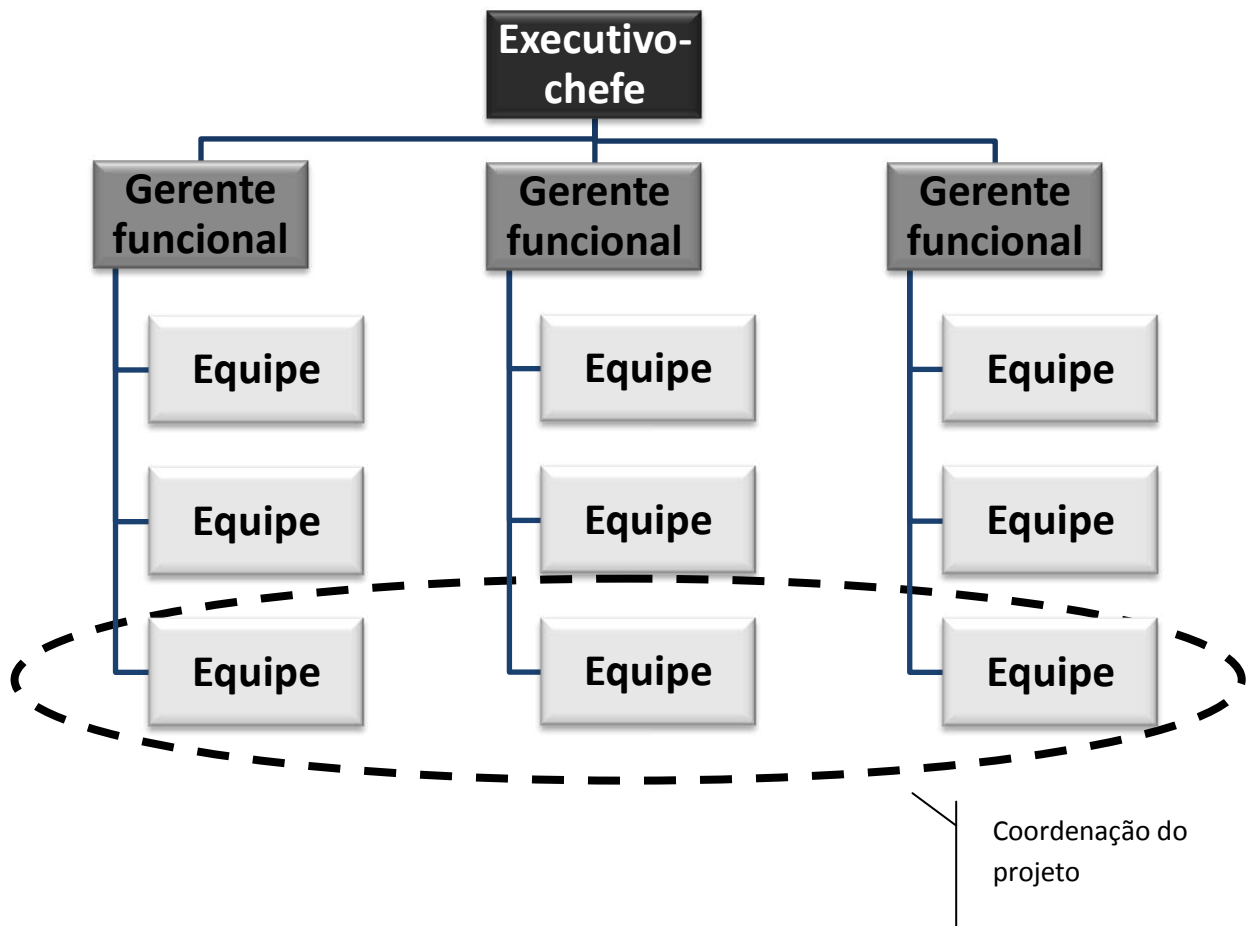 Executivo-
chefe
Gerente
funcional
Gerente
funcional
Gerente
funcional
Equipe
Equipe
Equipe
Equipe
Equipe
Equipe
Equipe
Equipe
Equipe
Coordenação do
projeto